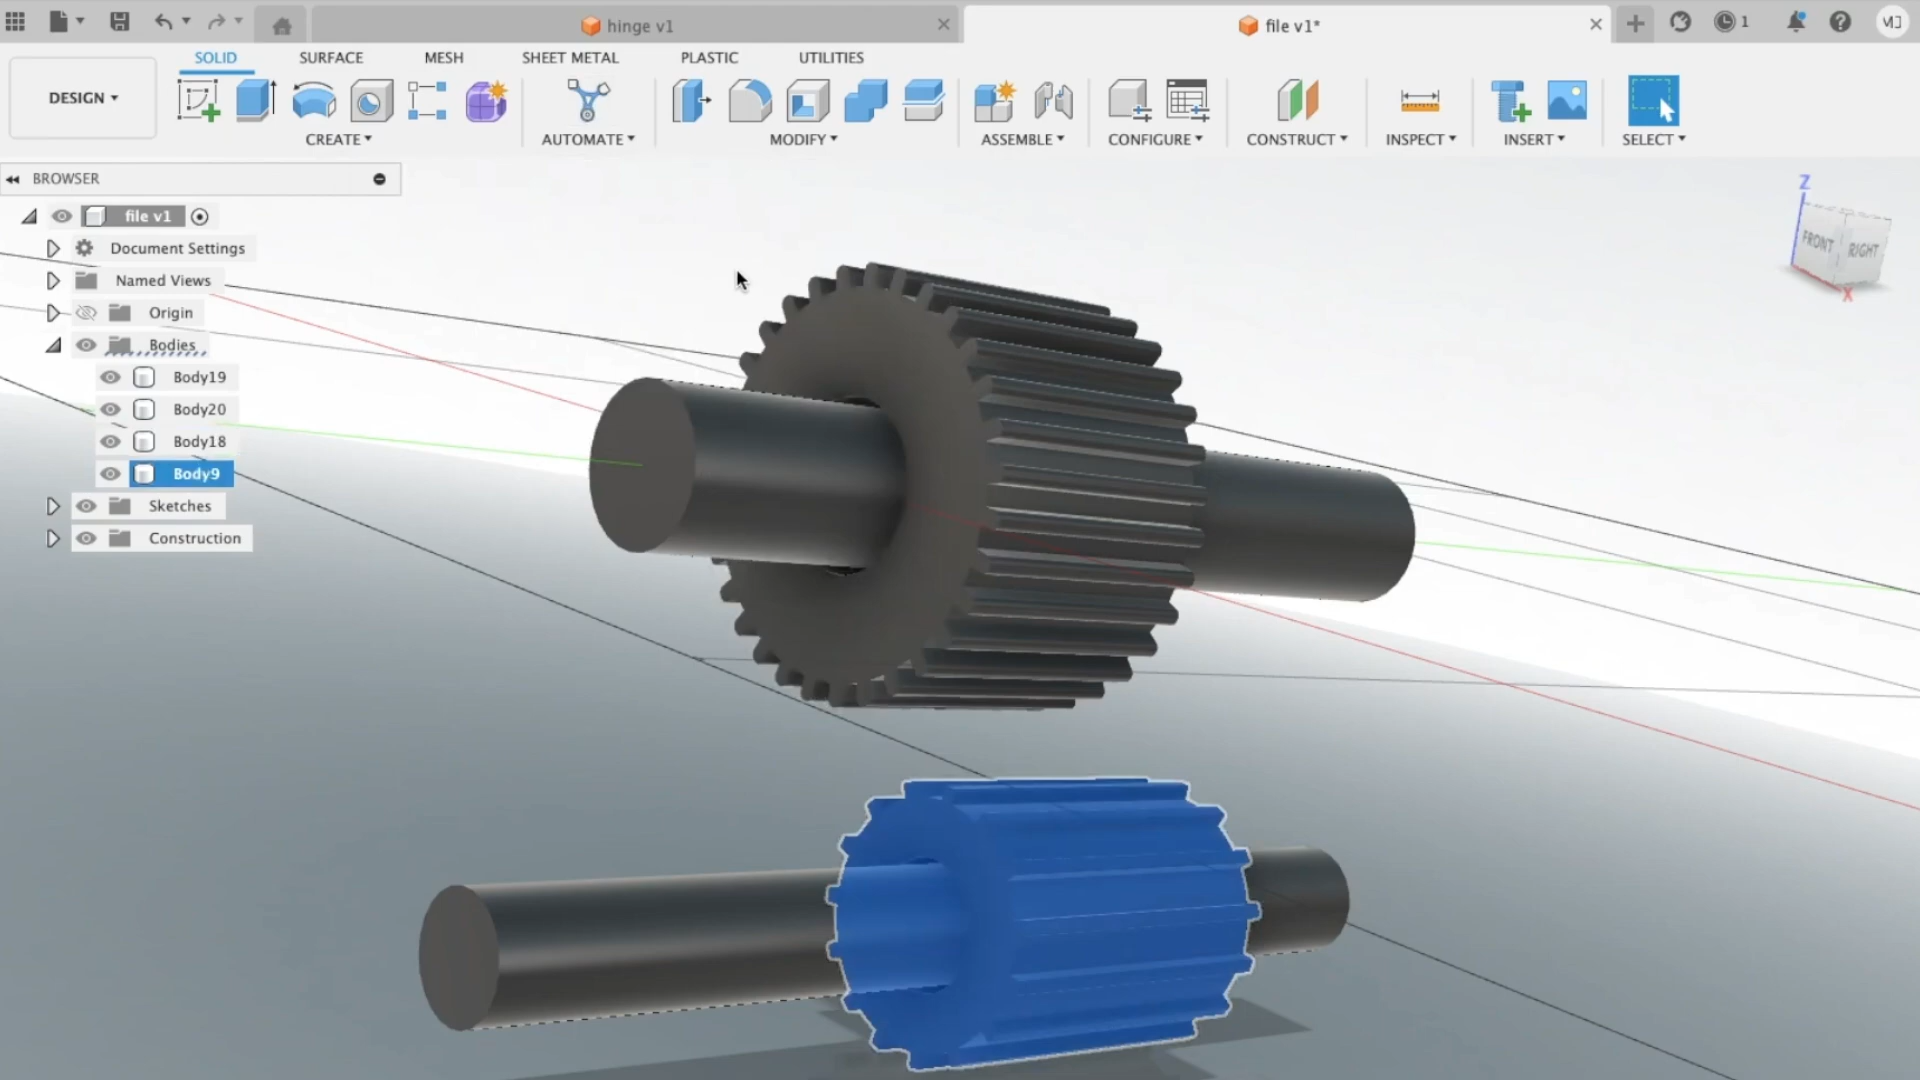 hinge v1
file v1*
1
MJ
DESIGN
SOLID
SURFACE
MESH
SHEET METAL
PLASTIC
UTILITIES
CREATE
AUTOMATE
MODIFY
ASSEMBLE
CONFIGURE
CONSTRUCT
INSPECT
INSERT
SELECT
BROWSER
file v1
Document Settings
Named Views
Origin
Bodies
Body19
Body20
Body18
Body9
Sketches
Construction
Z
FRONT
RIGHT
X